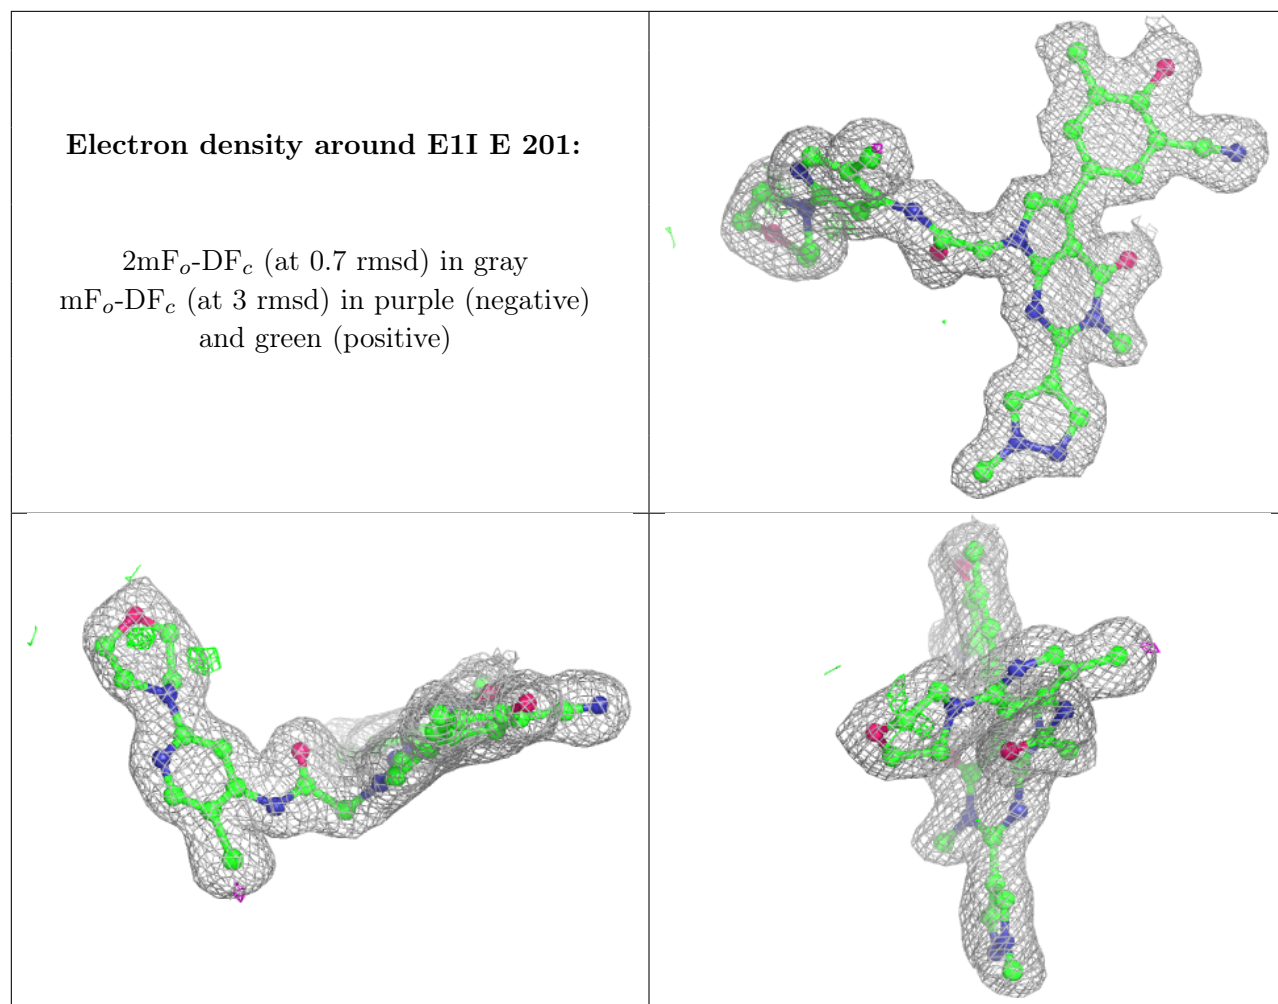 Electron density around E1I E 201:
2mFo-DFc (at 0.7 rmsd) in gray
mFo-DFc (at 3 rmsd) in purple (negative)
and green (positive)